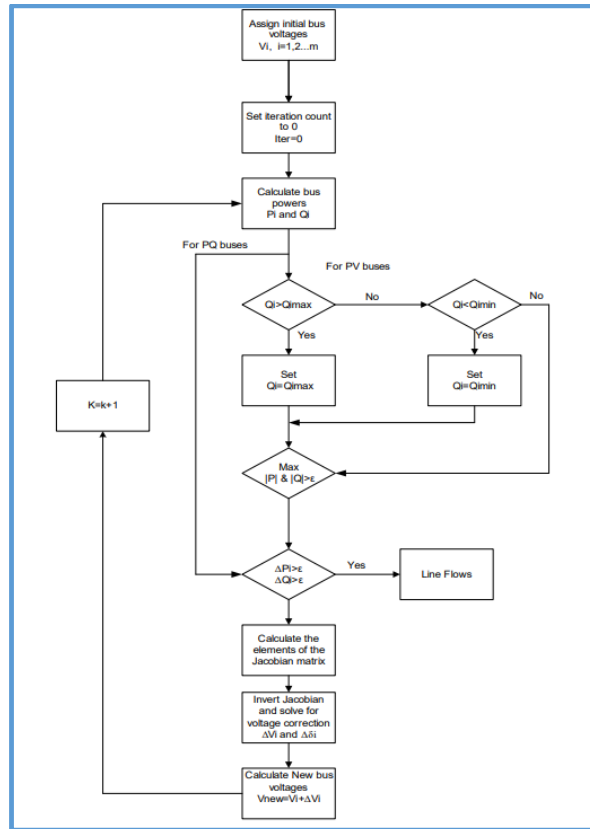 Assign initial bus
voltages
Vi, i=1,2...m
Set iteration count
to 0
Iter=0
Calculate bus
powers
Pi and Qi
For PQ buses
For PV buses
Qi>Qimax
No
Qi<Qimin
No
Yes
Yes
Set
Qi=Qimax
Set
Qi=Qimin
K=k+1
Max
|P| & |Q|>ε
ΔPi>ε
ΔQi>ε
Yes
Line Flows
Calculate the
elements of the
Jacobian matrix
Invert Jacobian
and solve for
voltage correction
ΔVi and Δδi
Calculate New bus
voltages
Vnew=Vi+ΔVi